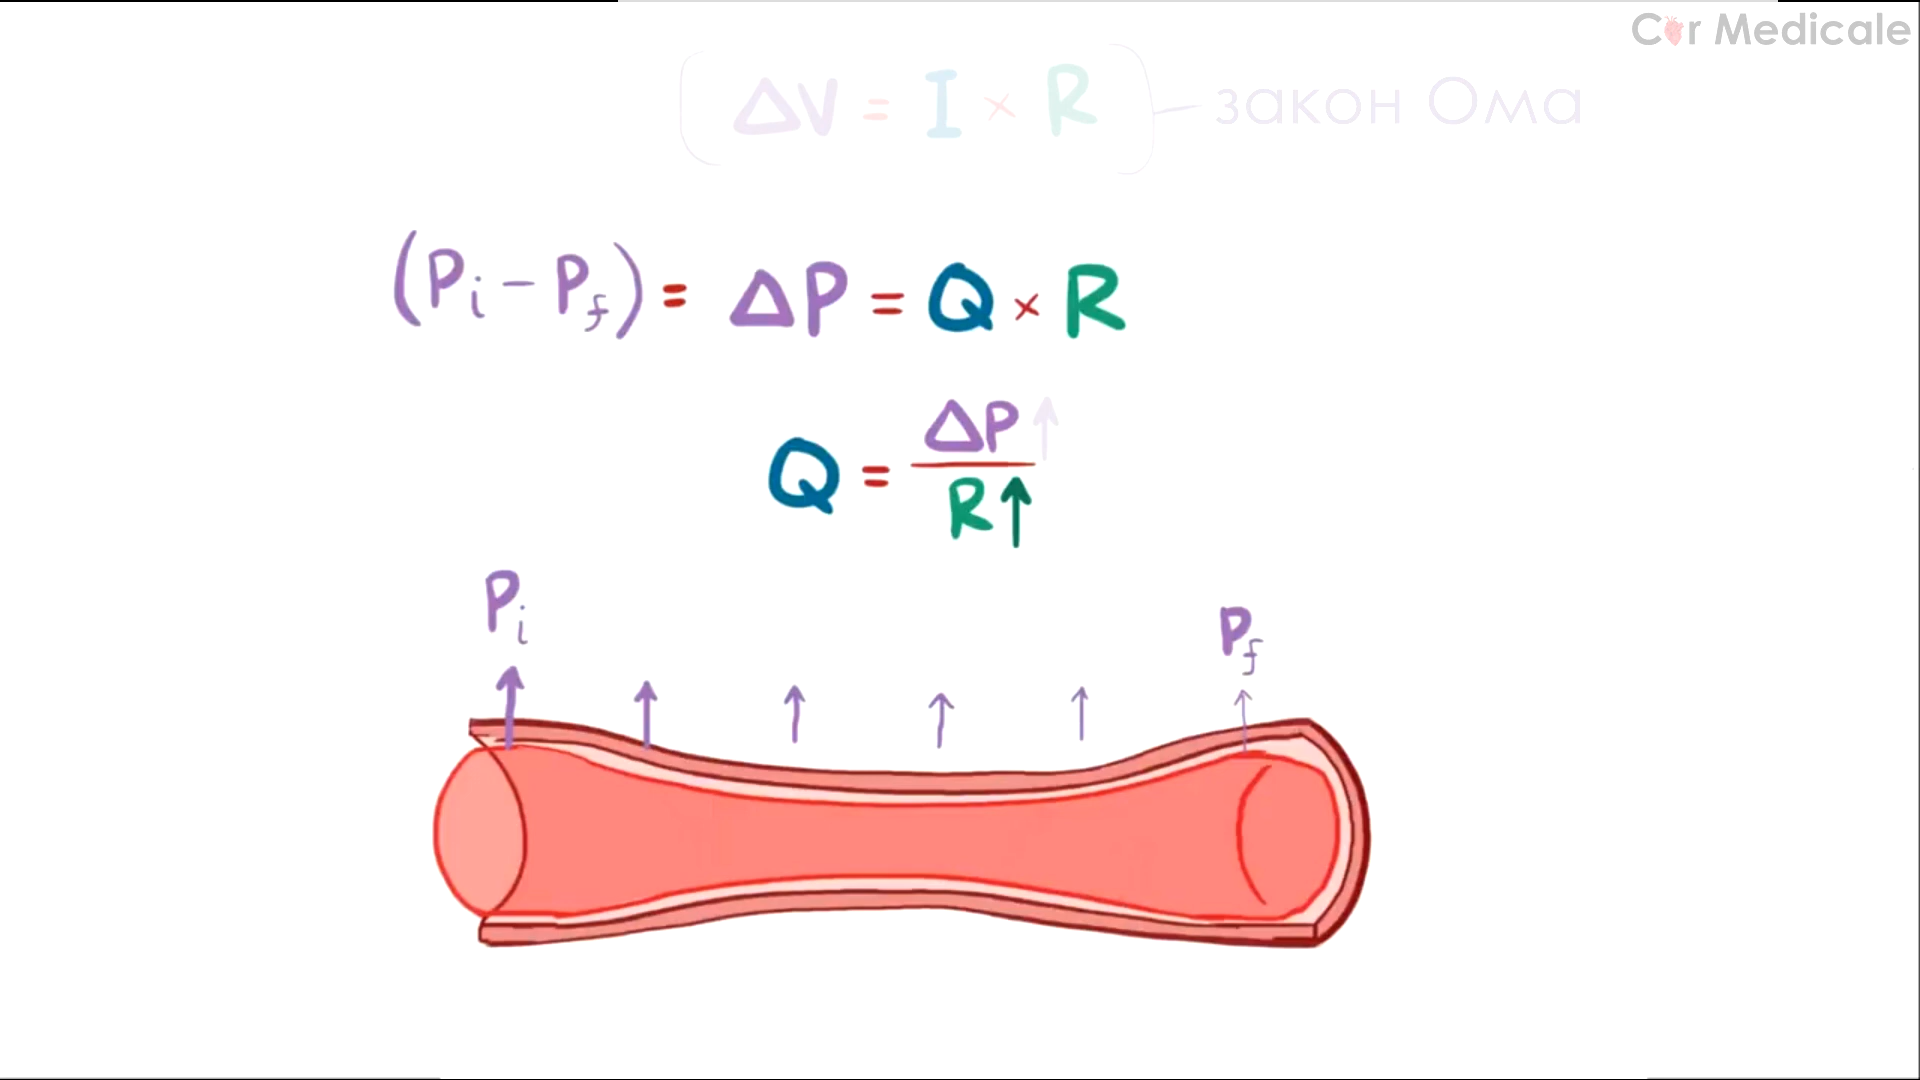 Cor Medicale
ΔV = I × R закон Ома
(Pi − Pf) = ΔP = Q × R
Q = ΔP↑ / R↑
Pi
Pf